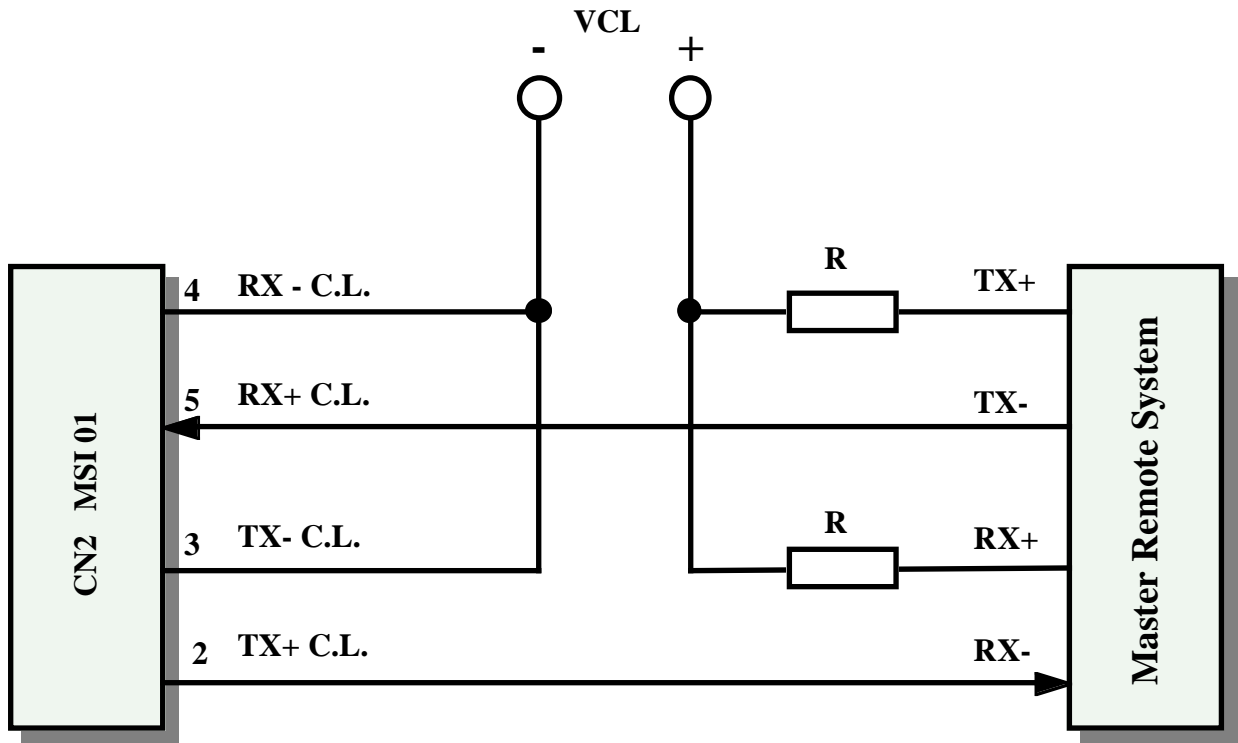 VCL
- +
R
4 RX - C.L. TX+
5 RX+ C.L. TX-
R
3 TX- C.L. RX+
2 TX+ C.L. RX-
CN2 MSI 01
Master Remote System